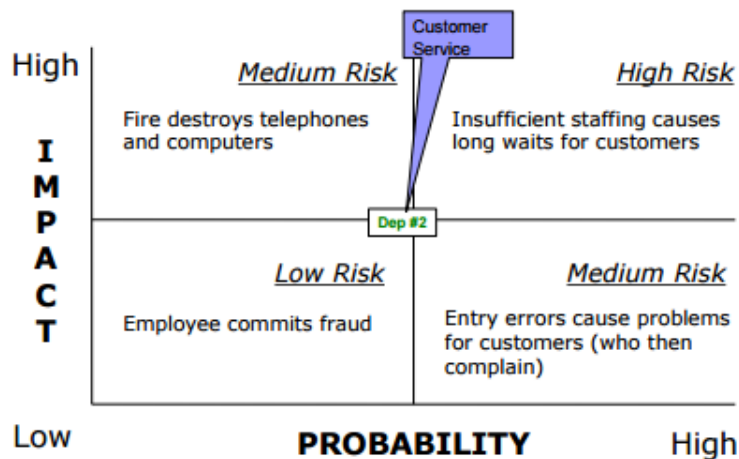 Customer
Service
High
Medium Risk
High Risk
Fire destroys telephones
and computers
Insufficient staffing causes
long waits for customers
I
M
P
A
C
T
Dep #2
Low Risk
Medium Risk
Employee commits fraud
Entry errors cause problems
for customers (who then
complain)
Low
PROBABILITY
High